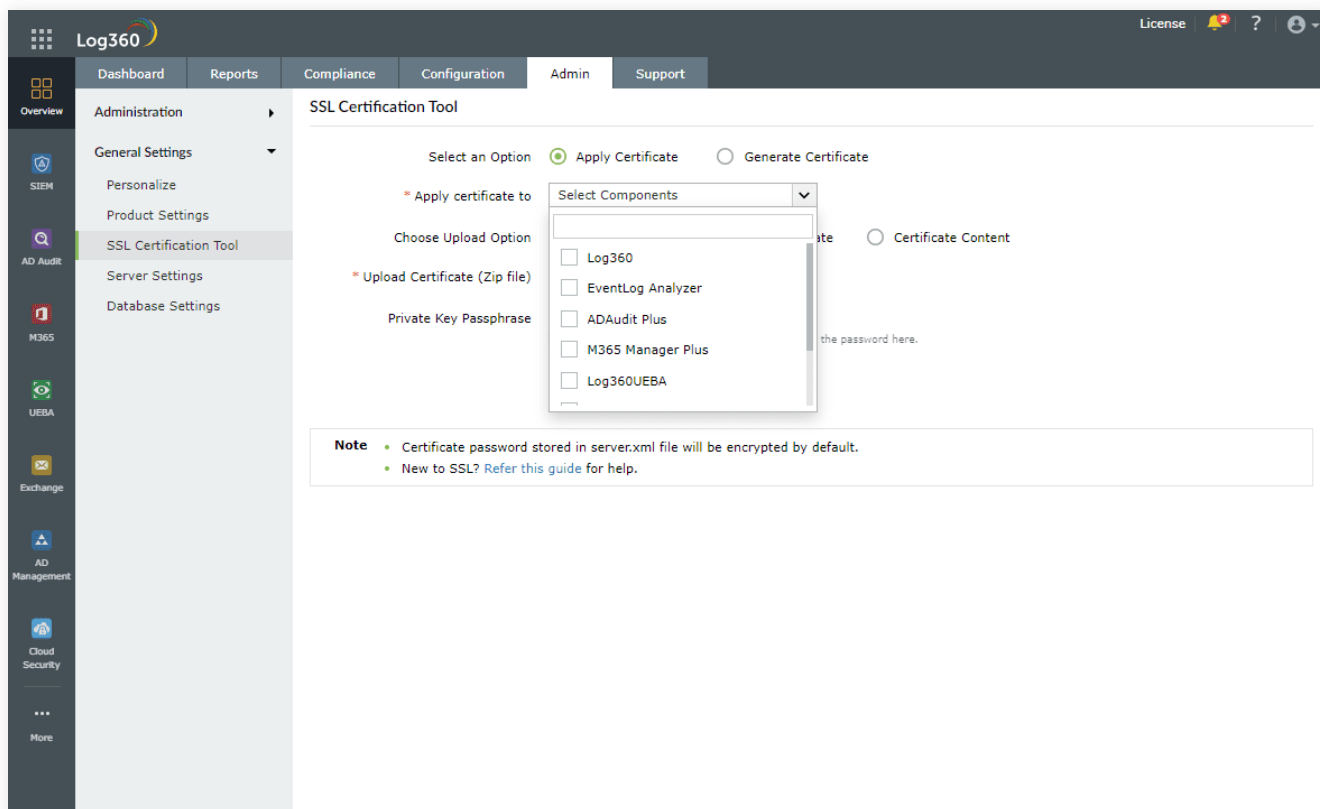 License
2
?
Log360
Dashboard
Reports
Compliance
Configuration
Admin
Support
Overview
SIEM
AD Audit
M365
UEBA
Exchange
AD
Management
Cloud
Security
...
More
Administration
General Settings
Personalize
Product Settings
SSL Certification Tool
Server Settings
Database Settings
SSL Certification Tool
Select an Option
Apply Certificate
Generate Certificate
* Apply certificate to
Select Components
Choose Upload Option
Certificate Content
* Upload Certificate (Zip file)
Private Key Passphrase
the password here.
Log360
EventLog Analyzer
ADAudit Plus
M365 Manager Plus
Log360UEBA
Note
• Certificate password stored in server.xml file will be encrypted by default.
• New to SSL? Refer this guide for help.